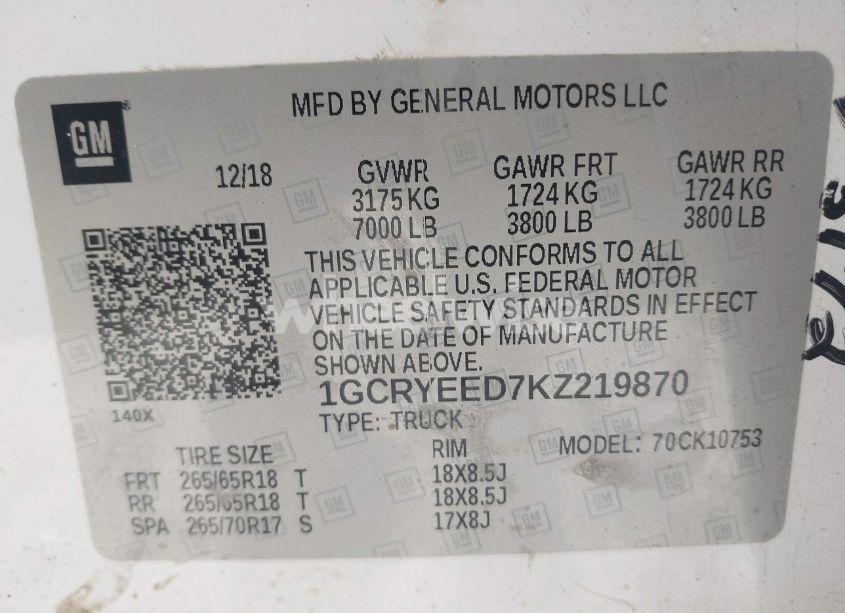 GM
MFD BY GENERAL MOTORS LLC
12/18 GVWR GAWR FRT GAWR RR
3175 KG 1724 KG 1724 KG
7000 LB 3800 LB 3800 LB
THIS VEHICLE CONFORMS TO ALL
APPLICABLE U.S. FEDERAL MOTOR
VEHICLE SAFETY STANDARDS IN EFFECT
ON THE DATE OF MANUFACTURE
SHOWN ABOVE.
1GCRYEED7KZ219870
140X
TYPE: TRUCK
MODEL: 70CK10753
TIRE SIZE RIM
FRT 265/65R18 T 18X8.5J
RR 265/65R18 T 18X8.5J
SPA 265/70R17 S 17X8J